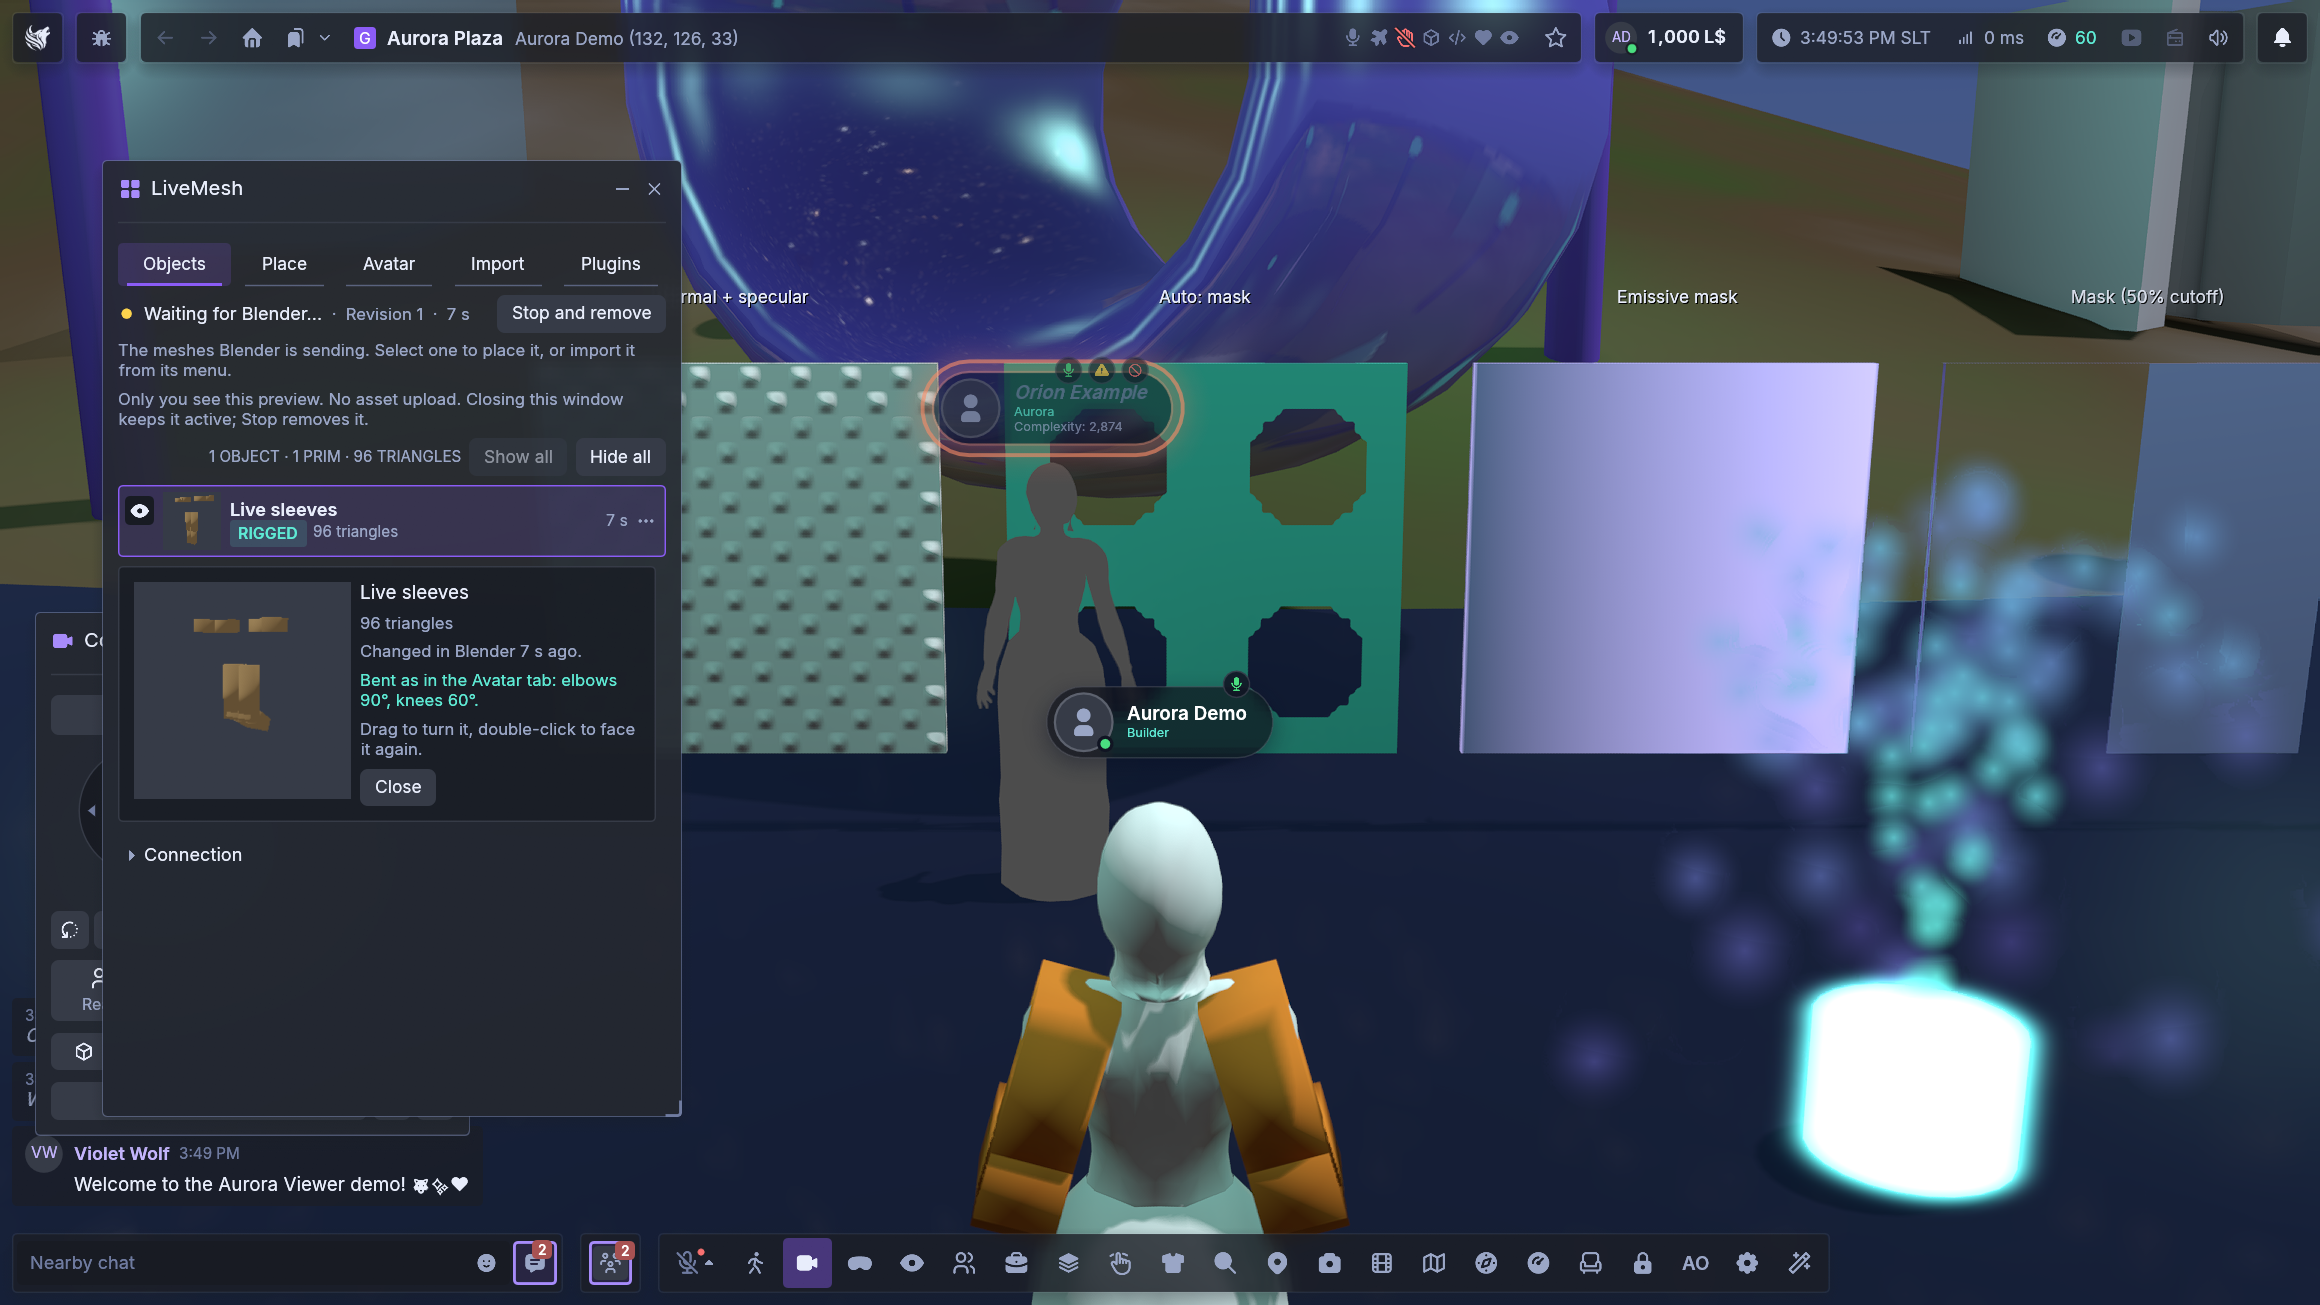 G Aurora Plaza Aurora Demo (132, 126, 33)
AD 1,000 L$
3:49:53 PM SLT 0 ms 60
LiveMesh
Objects Place Avatar Import Plugins
Waiting for Blender... · Revision 1 · 7 s Stop and remove
The meshes Blender is sending. Select one to place it, or import it
from its menu.
Only you see this preview. No asset upload. Closing this window
keeps it active; Stop removes it.
1 OBJECT · 1 PRIM · 96 TRIANGLES Show all Hide all
Live sleeves
RIGGED 96 triangles
7 s
Live sleeves
96 triangles
Changed in Blender 7 s ago.
Bent as in the Avatar tab: elbows
90°, knees 60°.
Drag to turn it, double-click to face
it again.
Close
Connection
rmal + specular
Auto: mask
Emissive mask
Mask (50% cutoff)
Orion Example
Aurora
Complexity: 2,874
Aurora Demo
Builder
VW Violet Wolf 3:49 PM
Welcome to the Aurora Viewer demo!
Nearby chat
2
2
AO